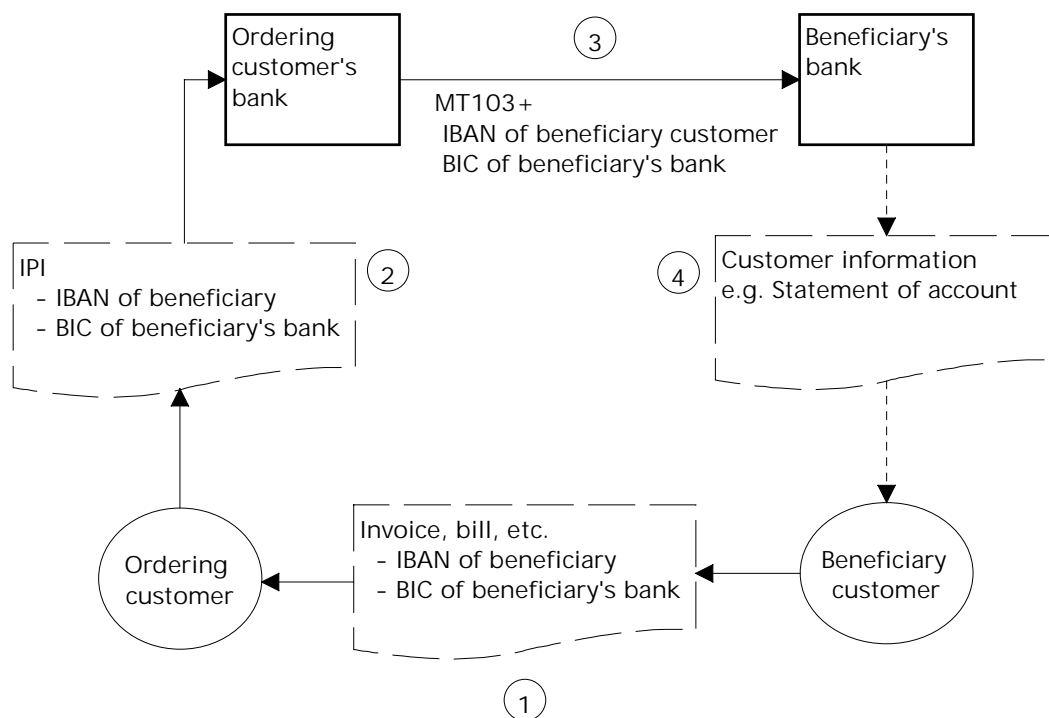 Ordering
customer's
bank
3
Beneficiary's
bank
MT103+
IBAN of beneficiary customer
BIC of beneficiary's bank
IPI
- IBAN of beneficiary
- BIC of beneficiary's bank
2
4
Customer information
e.g. Statement of account
Ordering
customer
Invoice, bill, etc.
- IBAN of beneficiary
- BIC of beneficiary's bank
Beneficiary
customer
1